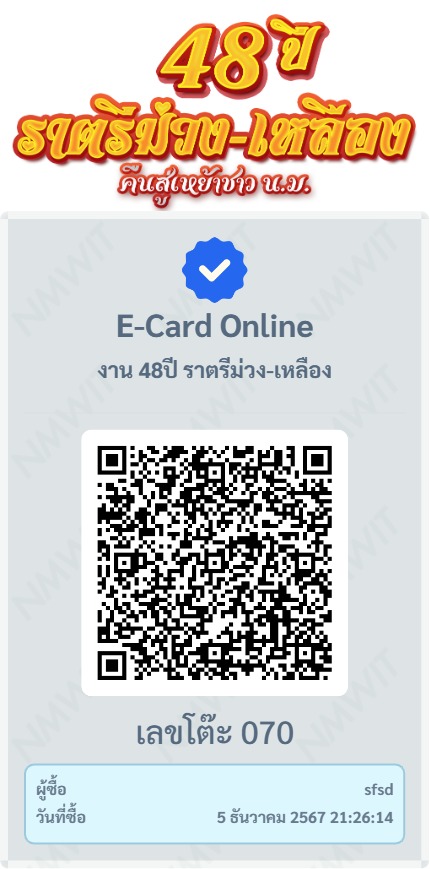 48 ปี
ราตรีม่วง-เหลือง
คืนสู่เหย้าชาว น.ม.
E-Card Online
งาน 48ปี ราตรีม่วง-เหลือง
เลขโต๊ะ 070
ผู้ซื้อ sfsd
วันที่ซื้อ 5 ธันวาคม 2567 21:26:14
NMWIT